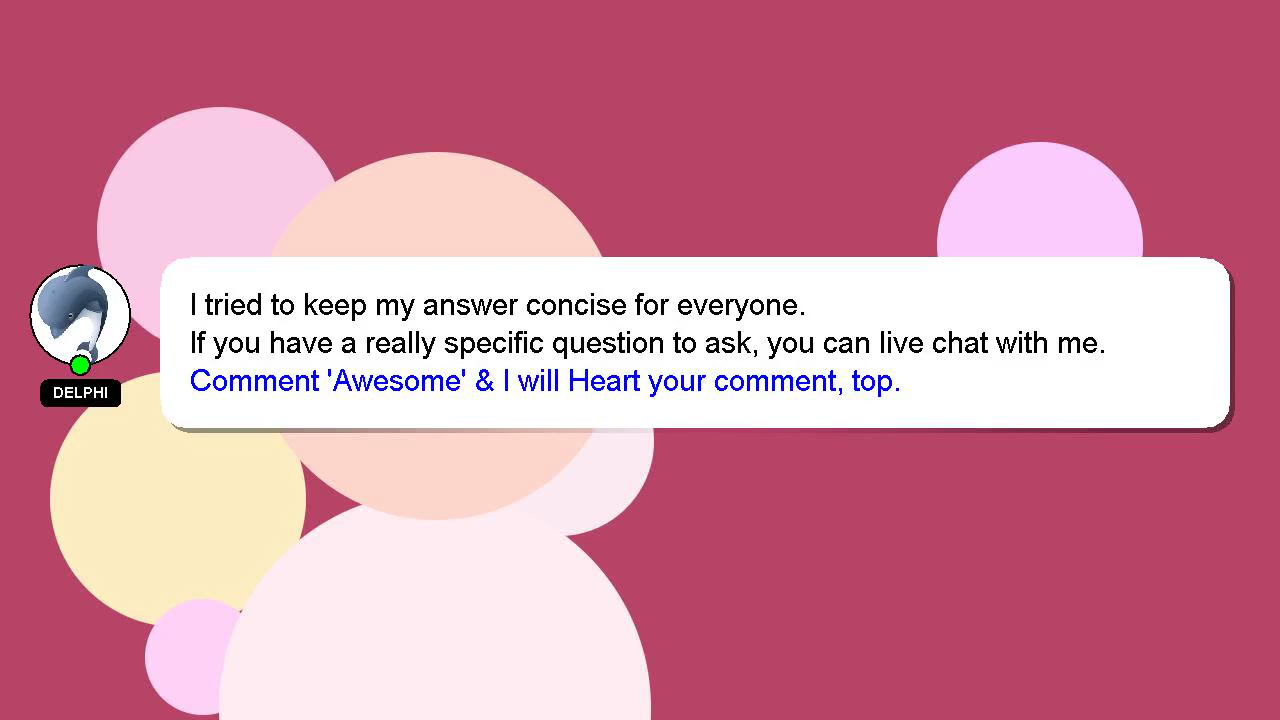 I tried to keep my answer concise for everyone.
If you have a really specific question to ask, you can live chat with me.
Comment 'Awesome' & I will Heart your comment, top.
DELPHI